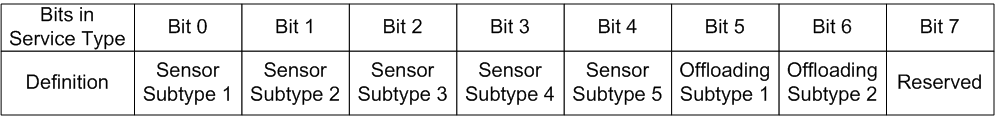 Bits in Service Type Bit 0 Bit 1 Bit 2 Bit 3 Bit 4 Bit 5 Bit 6 Bit 7
Definition Sensor Subtype 1 Sensor Subtype 2 Sensor Subtype 3 Sensor Subtype 4 Sensor Subtype 5 Offloading Subtype 1 Offloading Subtype 2 Reserved